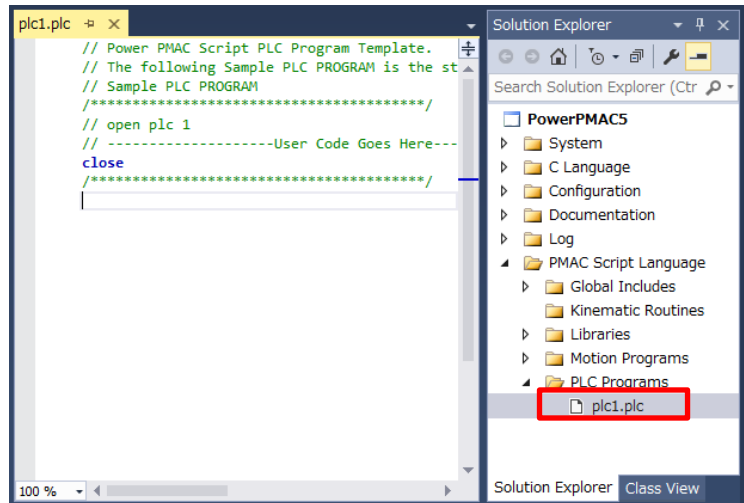 plc1.plc
// Power PMAC Script PLC Program Template.
// The following Sample PLC PROGRAM is the st
// Sample PLC PROGRAM
/****************************************/
// open plc 1
// --------------------User Code Goes Here---
close
/****************************************/
100 %
Solution Explorer
Search Solution Explorer (Ctr
PowerPMAC5
System
C Language
Configuration
Documentation
Log
PMAC Script Language
Global Includes
Kinematic Routines
Libraries
Motion Programs
PLC Programs
plc1.plc
Solution Explorer Class View